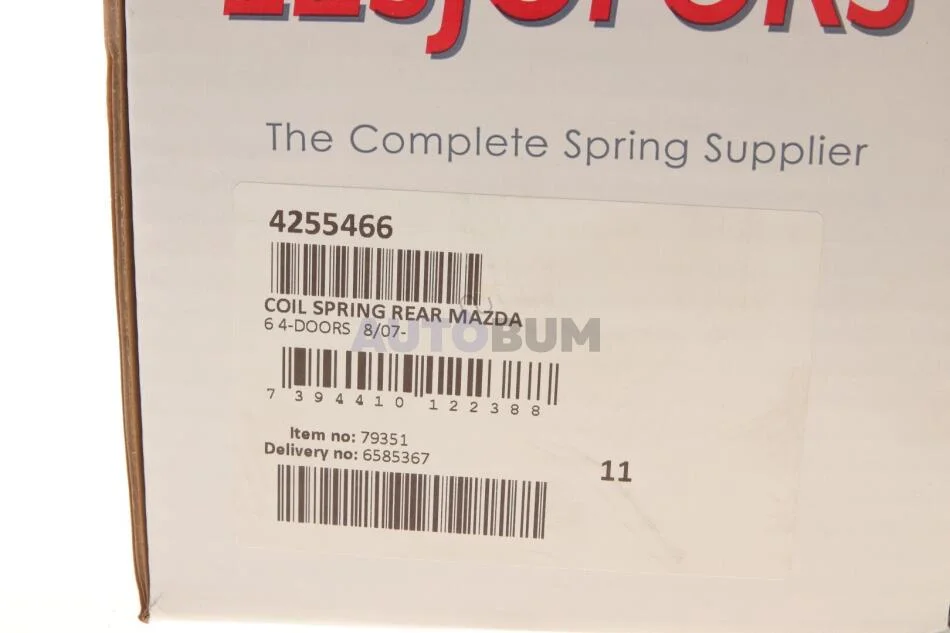 LESJÖFORS
The Complete Spring Supplier
4255466
COIL SPRING REAR MAZDA
6 4-DOORS 8/07-
AUTOBUM
7 394410 122388
Item no: 79351
Delivery no: 6585367
11